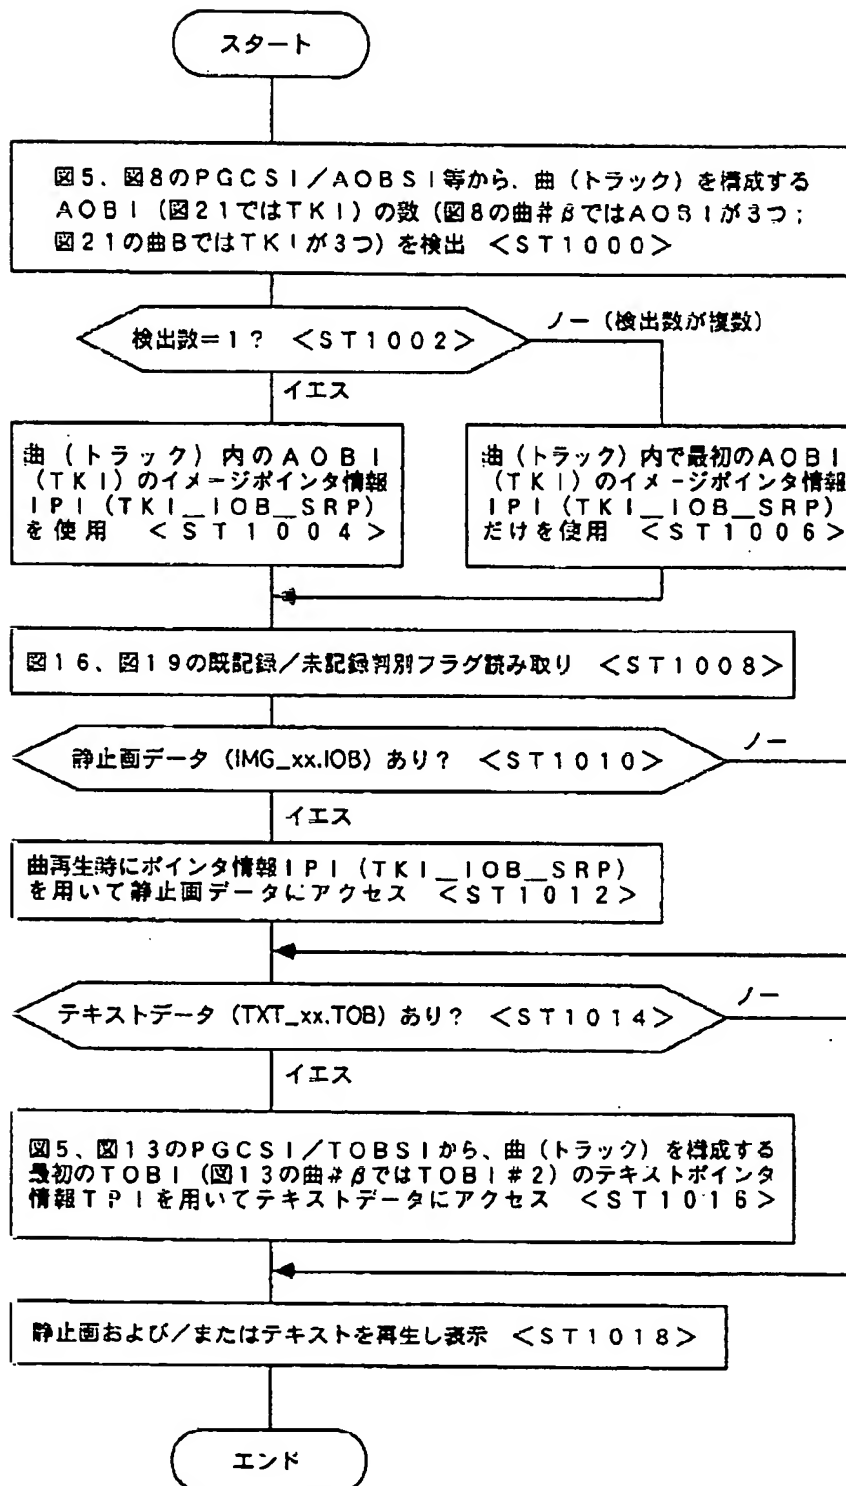 スタート
図5、図8のPGCSI／AOBSI等から、曲（トラック）を構成する
AOBI（図21ではTKI）の数（図8の曲#βではAOBIが3つ；
図21の曲BではTKIが3つ）を検出 ＜ST1000＞
検出数＝1？ ＜ST1002＞
ノー（検出数が複数）
イエス
曲（トラック）内のAOBI
（TKI）のイメージポインタ情報
IPI（TKI_IOB_SRP）
を使用 ＜ST1004＞
曲（トラック）内で最初のAOBI
（TKI）のイメージポインタ情報
IPI（TKI_IOB_SRP）
だけを使用 ＜ST1006＞
図16、図19の既記録／未記録判別フラグ読み取り ＜ST1008＞
静止画データ（IMG_xx.IOB）あり？ ＜ST1010＞
ノー
イエス
曲再生時にポインタ情報IPI（TKI_IOB_SRP）
を用いて静止画データにアクセス ＜ST1012＞
テキストデータ（TXT_xx.TOB）あり？ ＜ST1014＞
ノー
イエス
図5、図13のPGCSI／TOBSIから、曲（トラック）を構成する
最初のTOBI（図13の曲#βではTOBI#2）のテキストポインタ
情報TPIを用いてテキストデータにアクセス ＜ST1016＞
静止画および／またはテキストを再生し表示 ＜ST1018＞
エンド